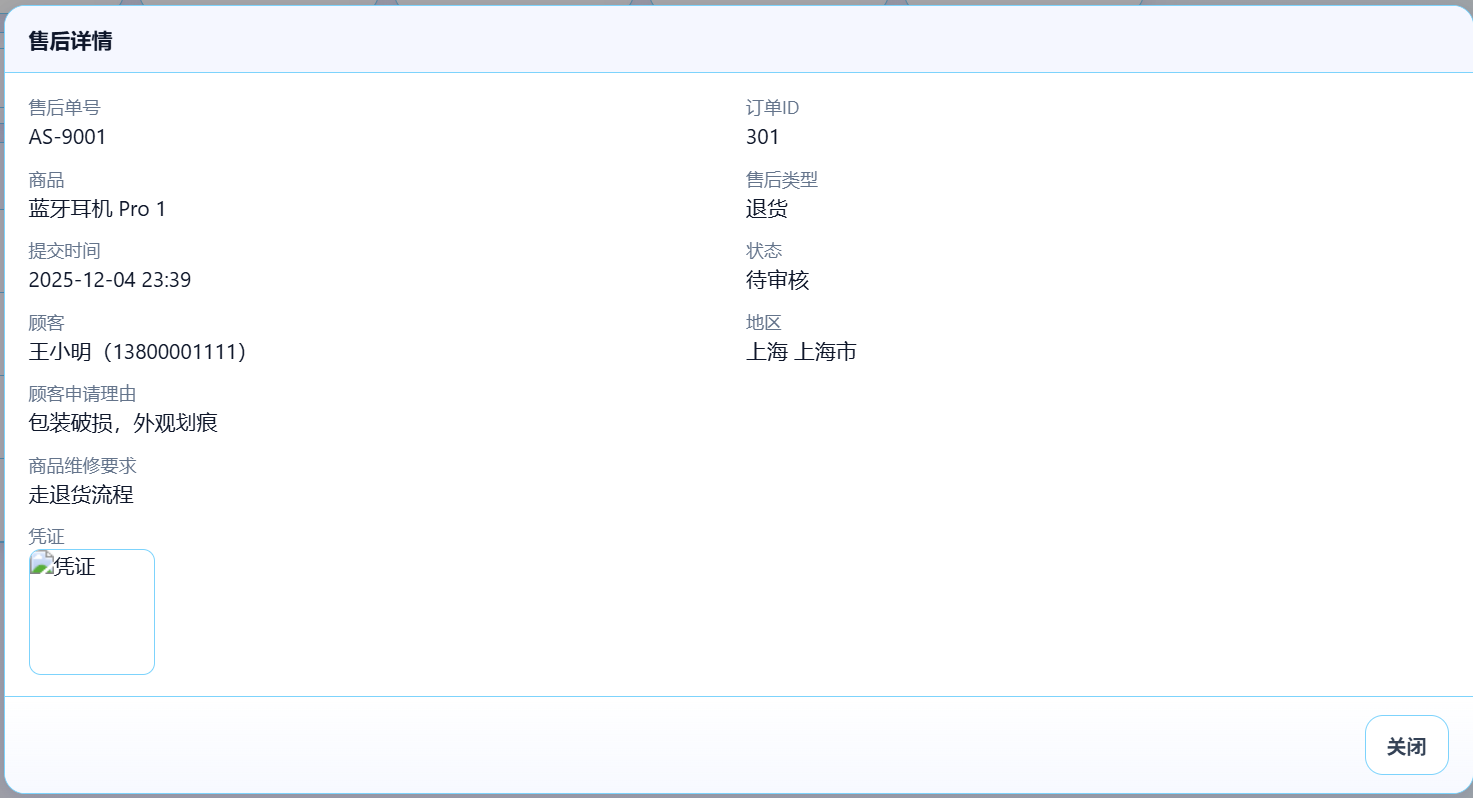 售后详情
售后单号
AS-9001
订单ID
301
商品
蓝牙耳机 Pro 1
售后类型
退货
提交时间
2025-12-04 23:39
状态
待审核
顾客
王小明（13800001111）
地区
上海 上海市
顾客申请理由
包装破损，外观划痕
商品维修要求
走退货流程
凭证
凭证
关闭